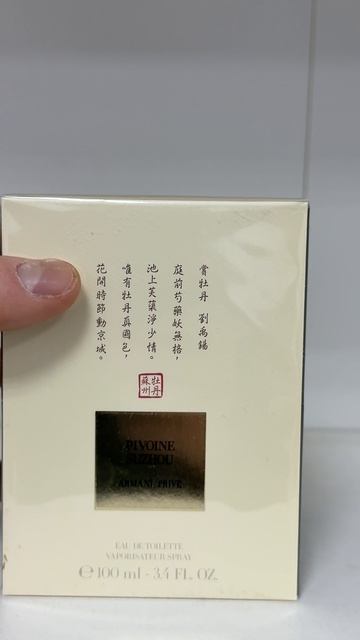 賞牡丹 劉禹錫
庭前芍藥妖無格，
池上芙蕖淨少情。
唯有牡丹真國色，
花開時節動京城。
牡丹
蘇州
PIVOINE
SUZHOU
ARMANI/PRIVÉ
EAU DE TOILETTE
VAPORISATEUR SPRAY
℮ 100 ml - 3.4 FL. OZ.